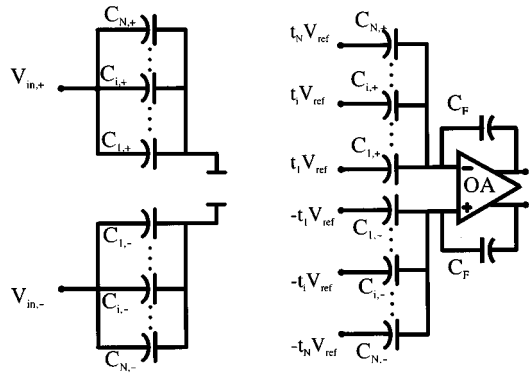 C_{N,+}
V_{in,+}
C_{i,+}
C_{1,+}
C_{1,-}
V_{in,-}
C_{i,-}
C_{N,-}
t_N V_{ref}
C_{N,+}
t_i V_{ref}
C_{i,+}
t_1 V_{ref}
C_{1,+}
-t_1 V_{ref}
C_{1,-}
-t_i V_{ref}
C_{i,-}
-t_N V_{ref}
C_{N,-}
C_F
- OA
+
C_F